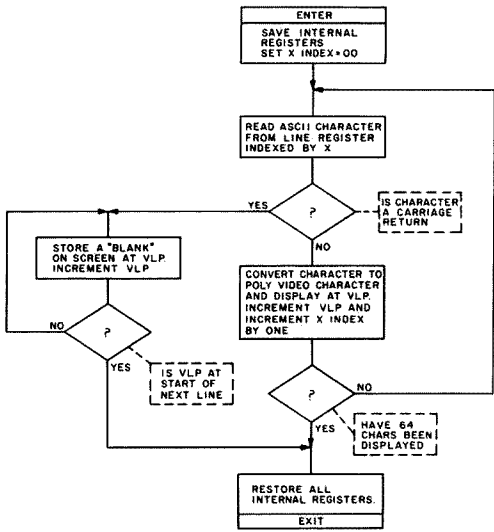 ENTER
SAVE INTERNAL
REGISTERS
SET X INDEX=00
READ ASCII CHARACTER
FROM LINE REGISTER
INDEXED BY X
YES
?
IS CHARACTER
A CARRIAGE
RETURN
NO
STORE A "BLANK"
ON SCREEN AT VLP.
INCREMENT VLP
CONVERT CHARACTER TO
POLY VIDEO CHARACTER
AND DISPLAY AT VLP.
INCREMENT VLP AND
INCREMENT X INDEX
BY ONE
NO
?
YES
IS VLP AT
START OF
NEXT LINE
?
NO
YES
HAVE 64
CHARS BEEN
DISPLAYED
RESTORE ALL
INTERNAL REGISTERS.
EXIT